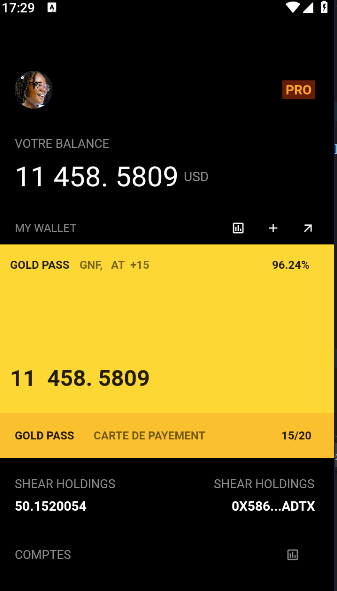 17:29 A
PRO
VOTRE BALANCE
11 458. 5809 USD
MY WALLET
GOLD PASS GNF, AT +15 96.24%
11 458. 5809
GOLD PASS CARTE DE PAYEMENT 15/20
SHEAR HOLDINGS SHEAR HOLDINGS
50.1520054 0X586...ADTX
COMPTES